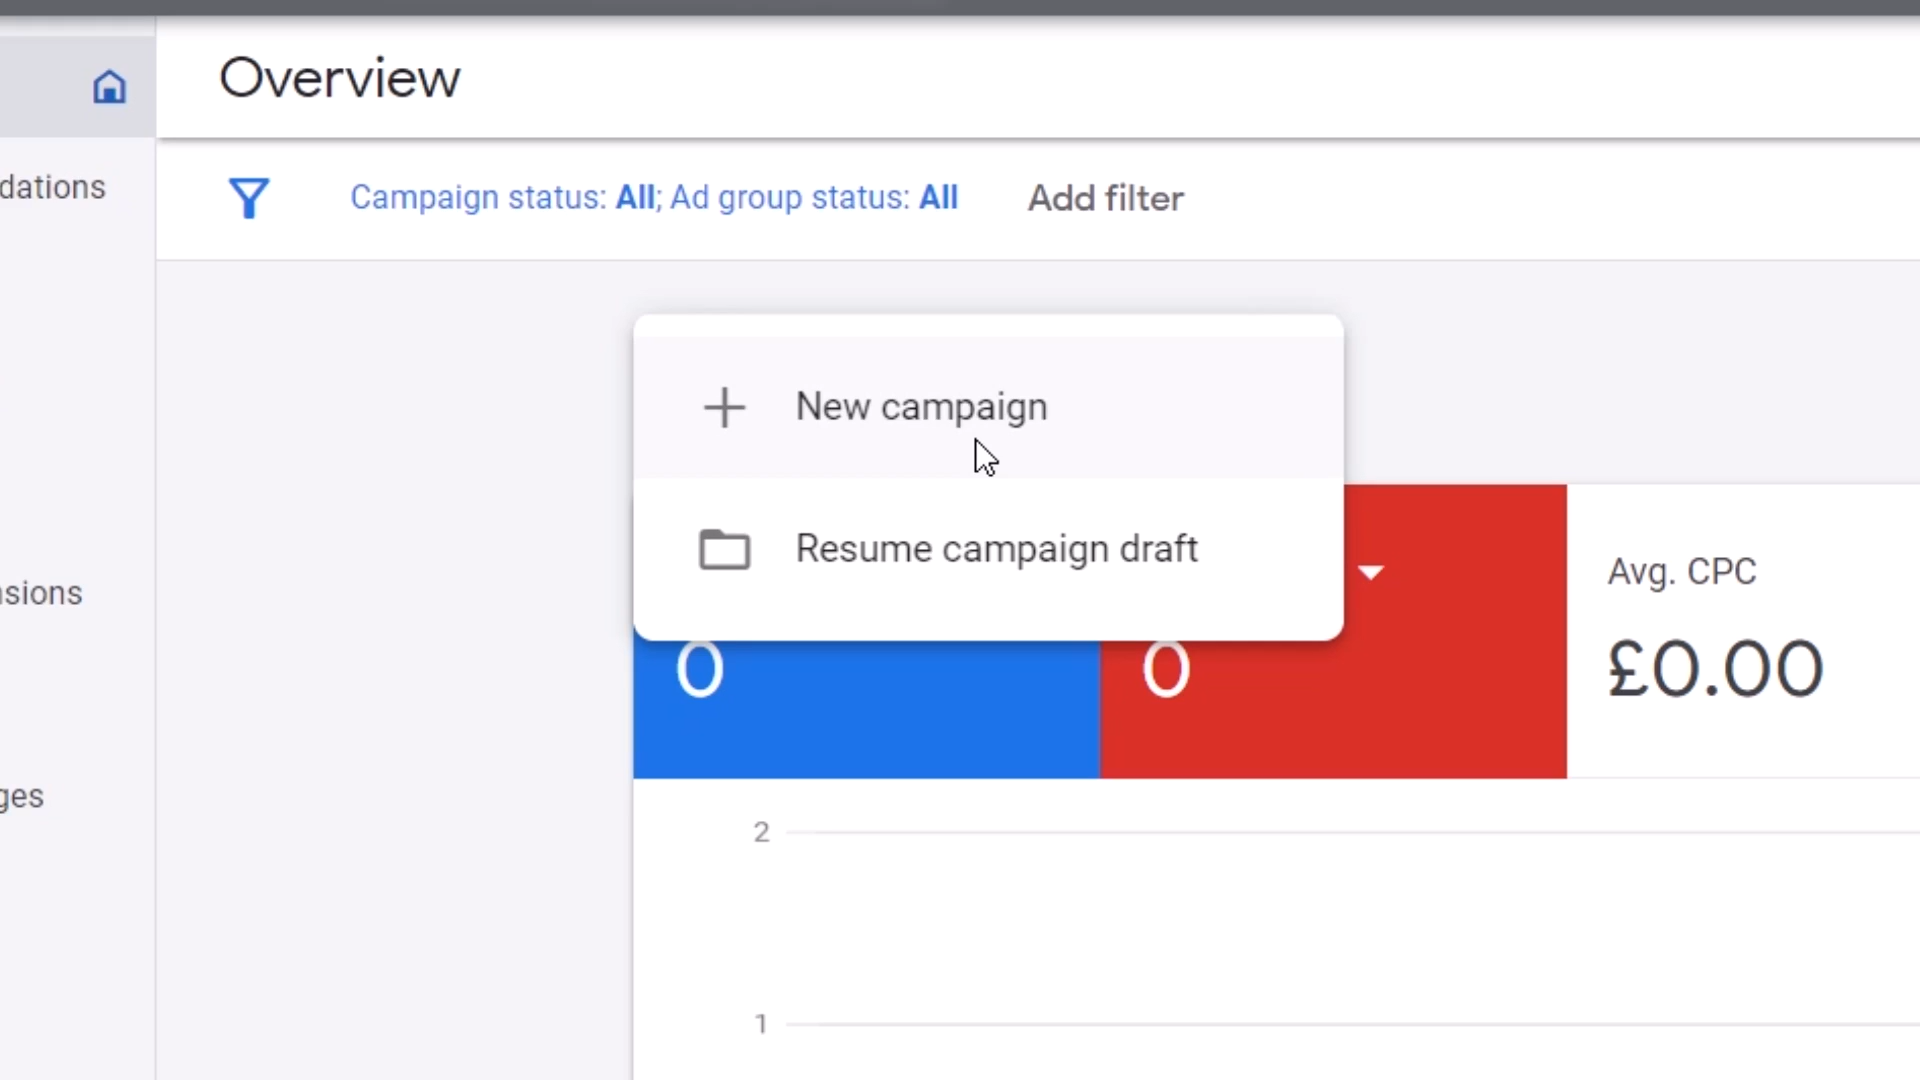 Overview
dations
Campaign status: All; Ad group status: All
Add filter
New campaign
Resume campaign draft
nsions
Avg. CPC
0
0
£0.00
ges
2
1